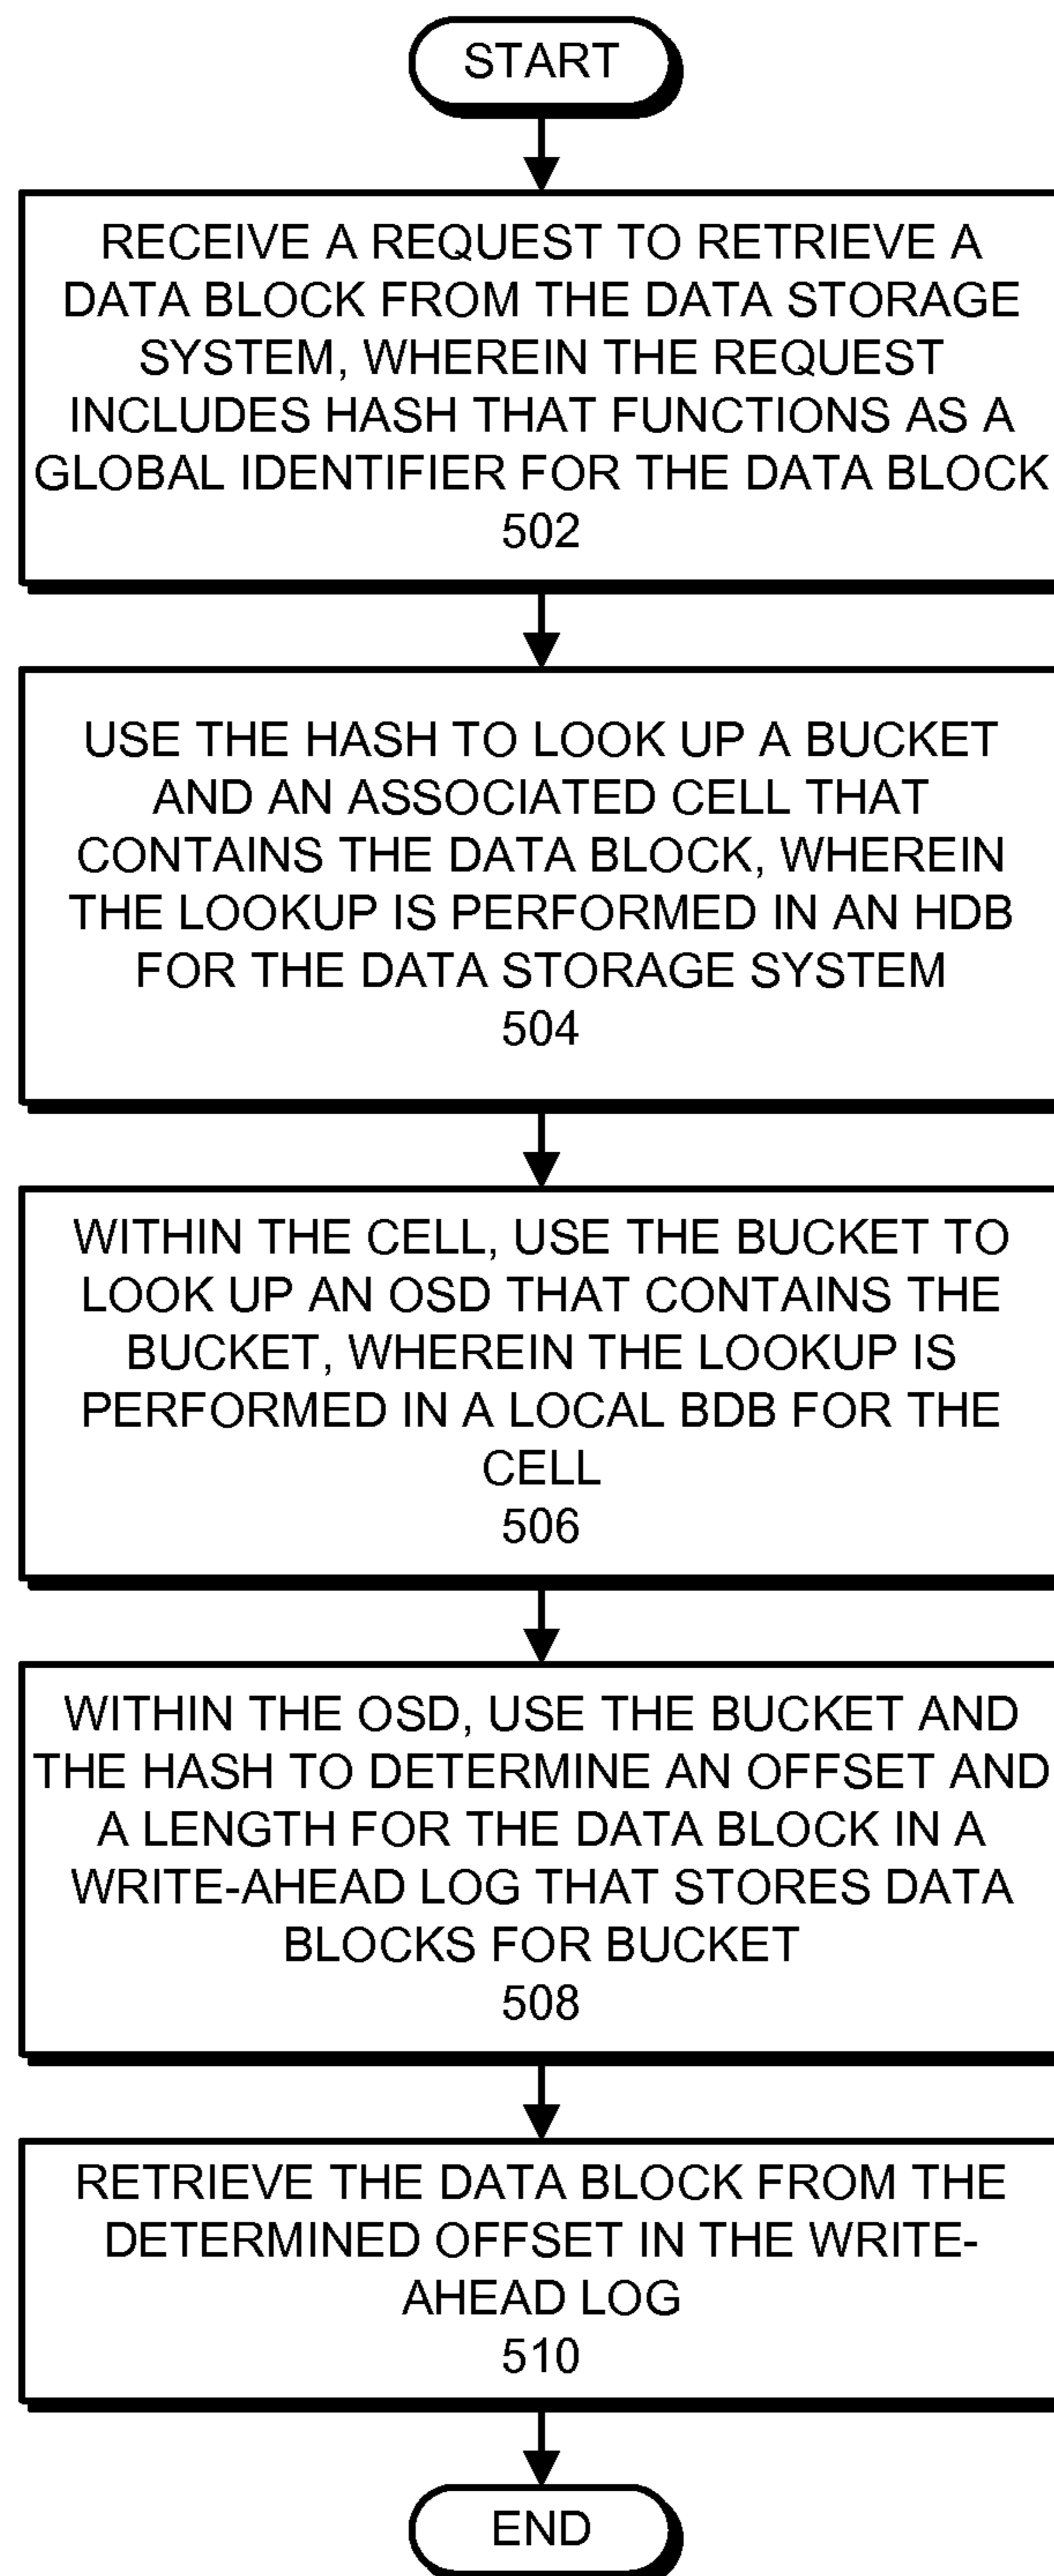 START
RECEIVE A REQUEST TO RETRIEVE A
DATA BLOCK FROM THE DATA STORAGE
SYSTEM, WHEREIN THE REQUEST
INCLUDES HASH THAT FUNCTIONS AS A
GLOBAL IDENTIFIER FOR THE DATA BLOCK
502
USE THE HASH TO LOOK UP A BUCKET
AND AN ASSOCIATED CELL THAT
CONTAINS THE DATA BLOCK, WHEREIN
THE LOOKUP IS PERFORMED IN AN HDB
FOR THE DATA STORAGE SYSTEM
504
WITHIN THE CELL, USE THE BUCKET TO
LOOK UP AN OSD THAT CONTAINS THE
BUCKET, WHEREIN THE LOOKUP IS
PERFORMED IN A LOCAL BDB FOR THE
CELL
506
WITHIN THE OSD, USE THE BUCKET AND
THE HASH TO DETERMINE AN OFFSET AND
A LENGTH FOR THE DATA BLOCK IN A
WRITE-AHEAD LOG THAT STORES DATA
BLOCKS FOR BUCKET
508
RETRIEVE THE DATA BLOCK FROM THE
DETERMINED OFFSET IN THE WRITE-
AHEAD LOG
510
END